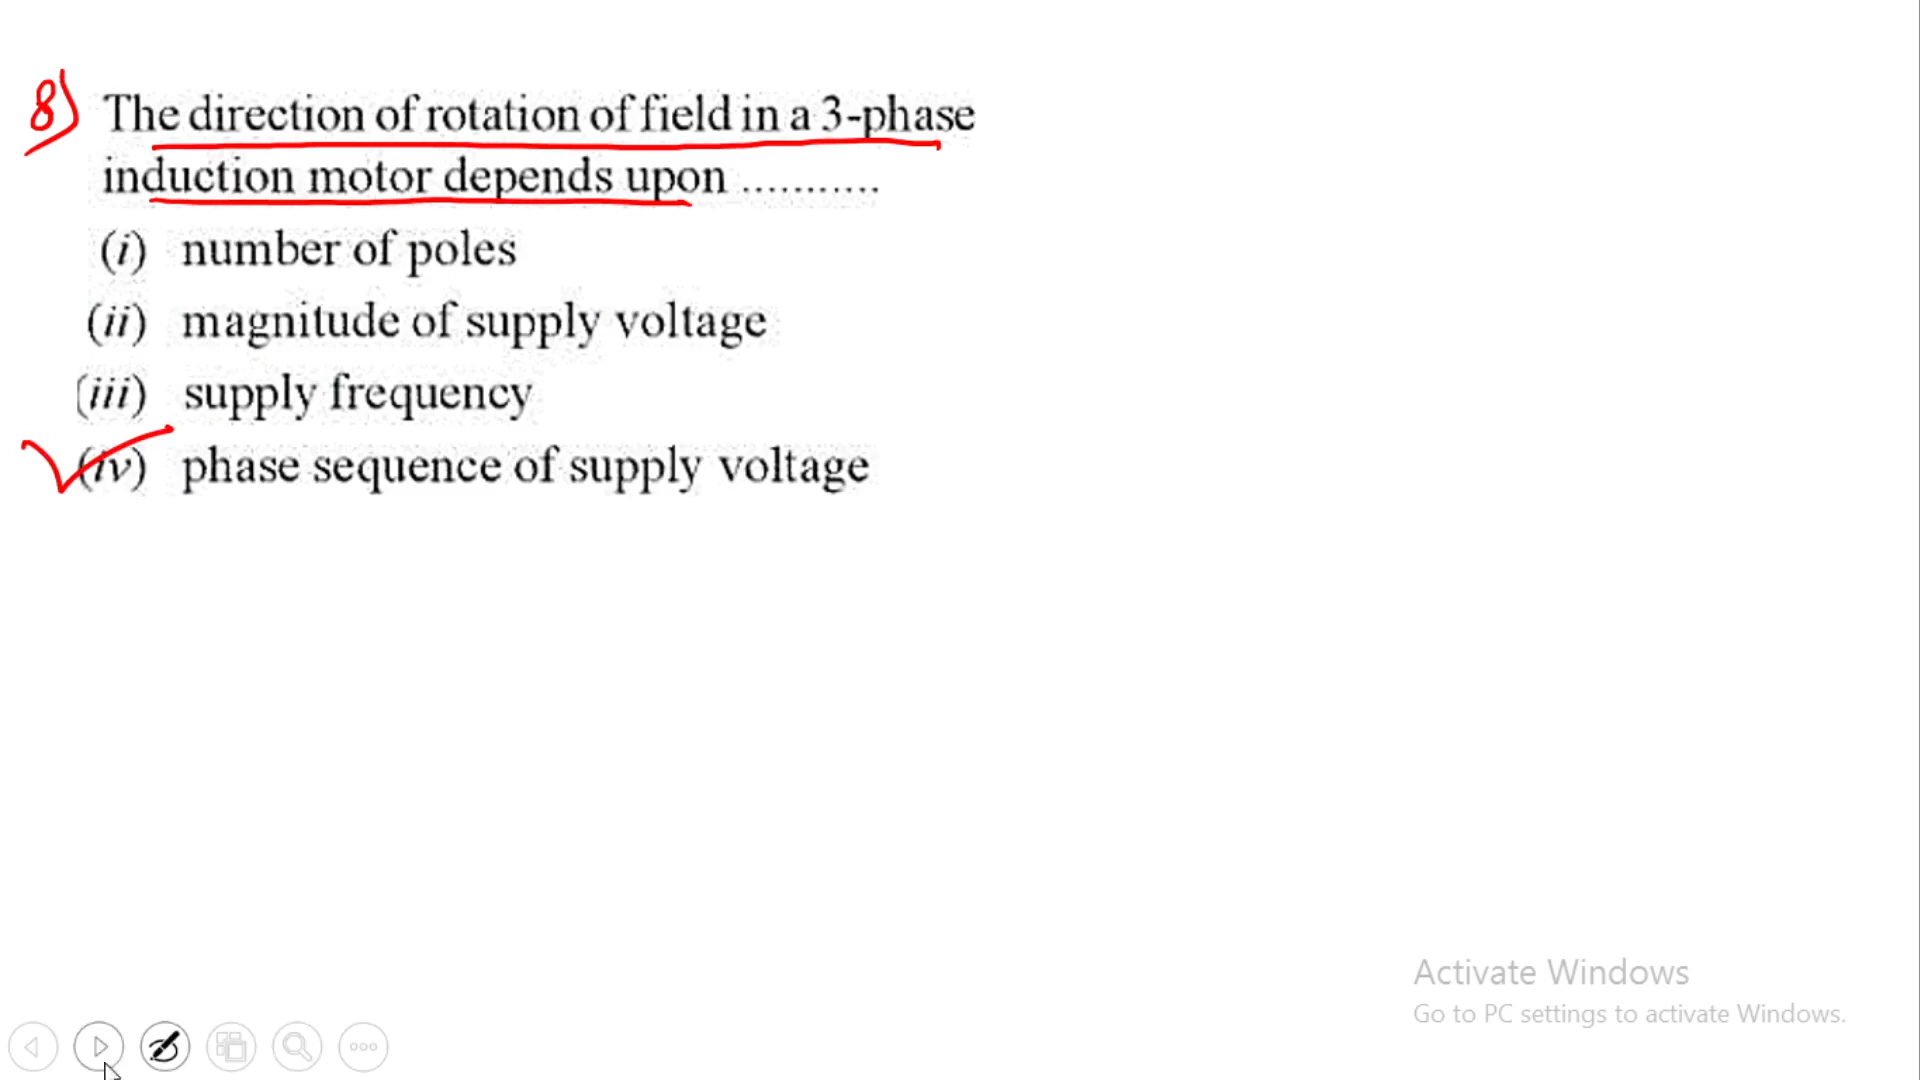 8) The direction of rotation of field in a 3-phase
induction motor depends upon ...........
(i) number of poles
(ii) magnitude of supply voltage
(iii) supply frequency
(iv) phase sequence of supply voltage
Activate Windows
Go to PC settings to activate Windows.